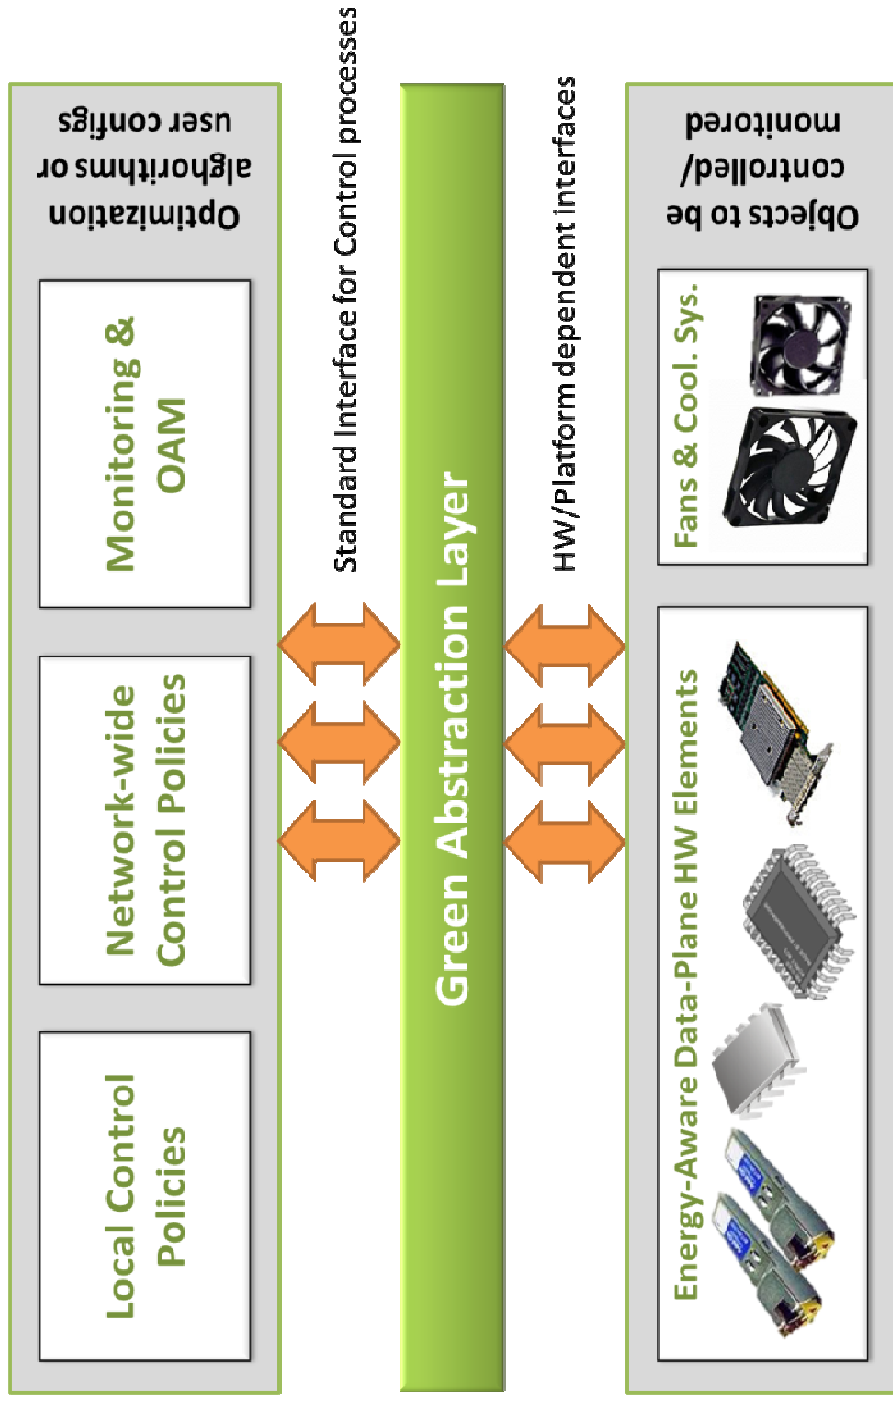 Local Control
Policies
Network-wide
Control Policies
Monitoring &
OAM
Optimization
alghorithms or
user configs
Standard Interface for Control processes
Green Abstraction Layer
HW/Platform dependent interfaces
Energy-Aware Data-Plane HW Elements
Fans & Cool. Sys.
Objects to be
controlled/
monitored